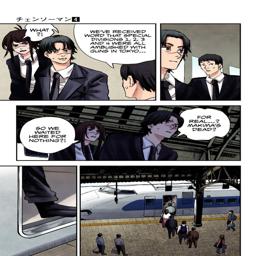 チェンソーマン 4
WHAT
?!
WE'VE RECEIVED
WORD THAT SPECIAL
DIVISIONS 1, 2, 3
AND 4 WERE ALL
AMBUSHED WITH
GUNS IN TOKYO...
SO WE
WAITED
HERE FOR
NOTHING?!
FOR
REAL...?
MAKIMA'S
DEAD?